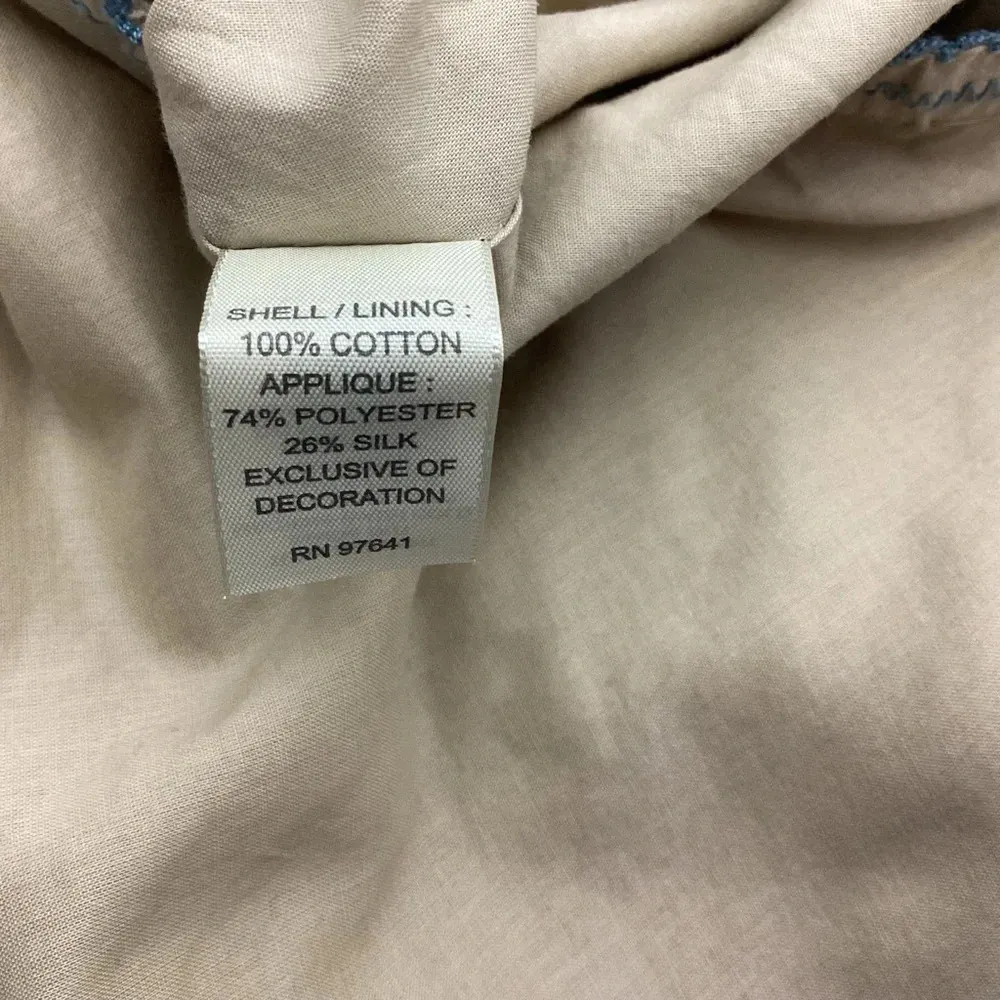 SHELL / LINING :
100% COTTON
APPLIQUE :
74% POLYESTER
26% SILK
EXCLUSIVE OF
DECORATION
RN 97641